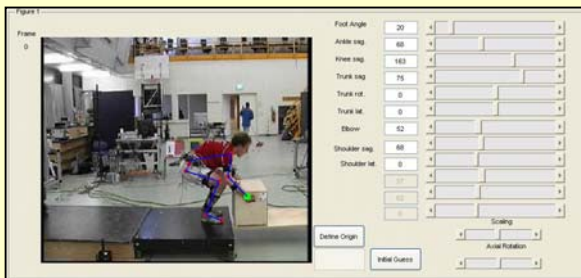 Figure 1
Frame
0
Foot Angle 20
Ankle sag. 68
Knee sag. 163
Trunk sag 75
Trunk rot. 0
Trunk lat. 0
Elbow 52
Shoulder sag. 68
Shoulder lat. 0
Scaling
Define Origin
Axial Rotation
Initial Guess